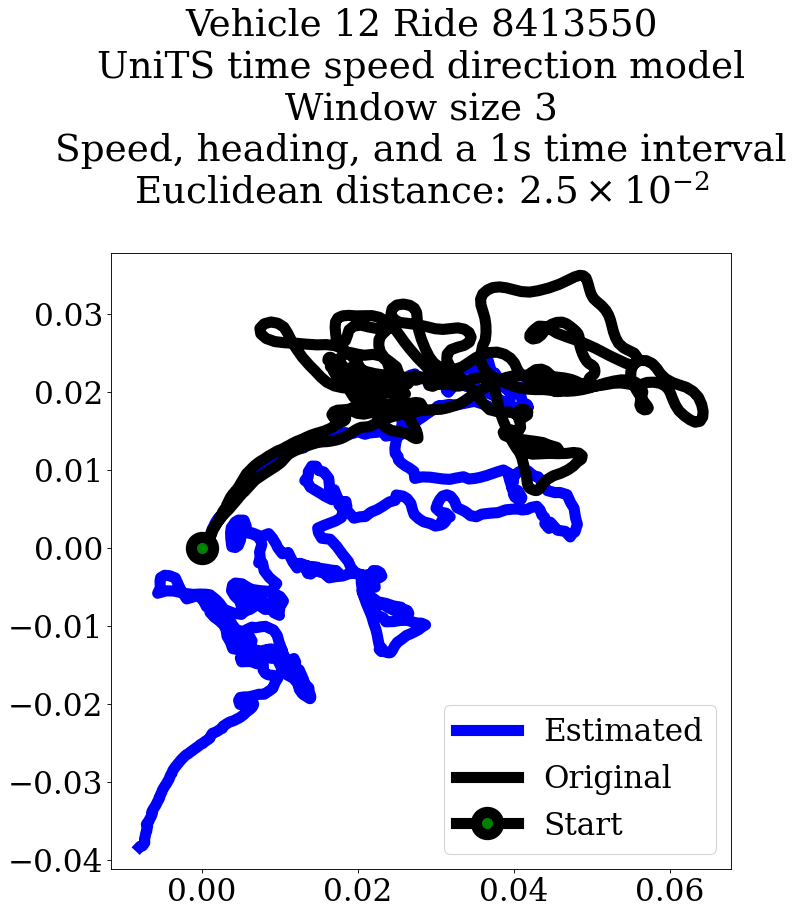 Vehicle 12 Ride 8413550
UniTS time speed direction model
Window size 3
Speed, heading, and a 1s time interval
Euclidean distance: 2.5 × 10⁻²
0.03
0.02
0.01
0.00
−0.01
−0.02
−0.03
−0.04
Estimated
Original
Start
0.00 0.02 0.04 0.06